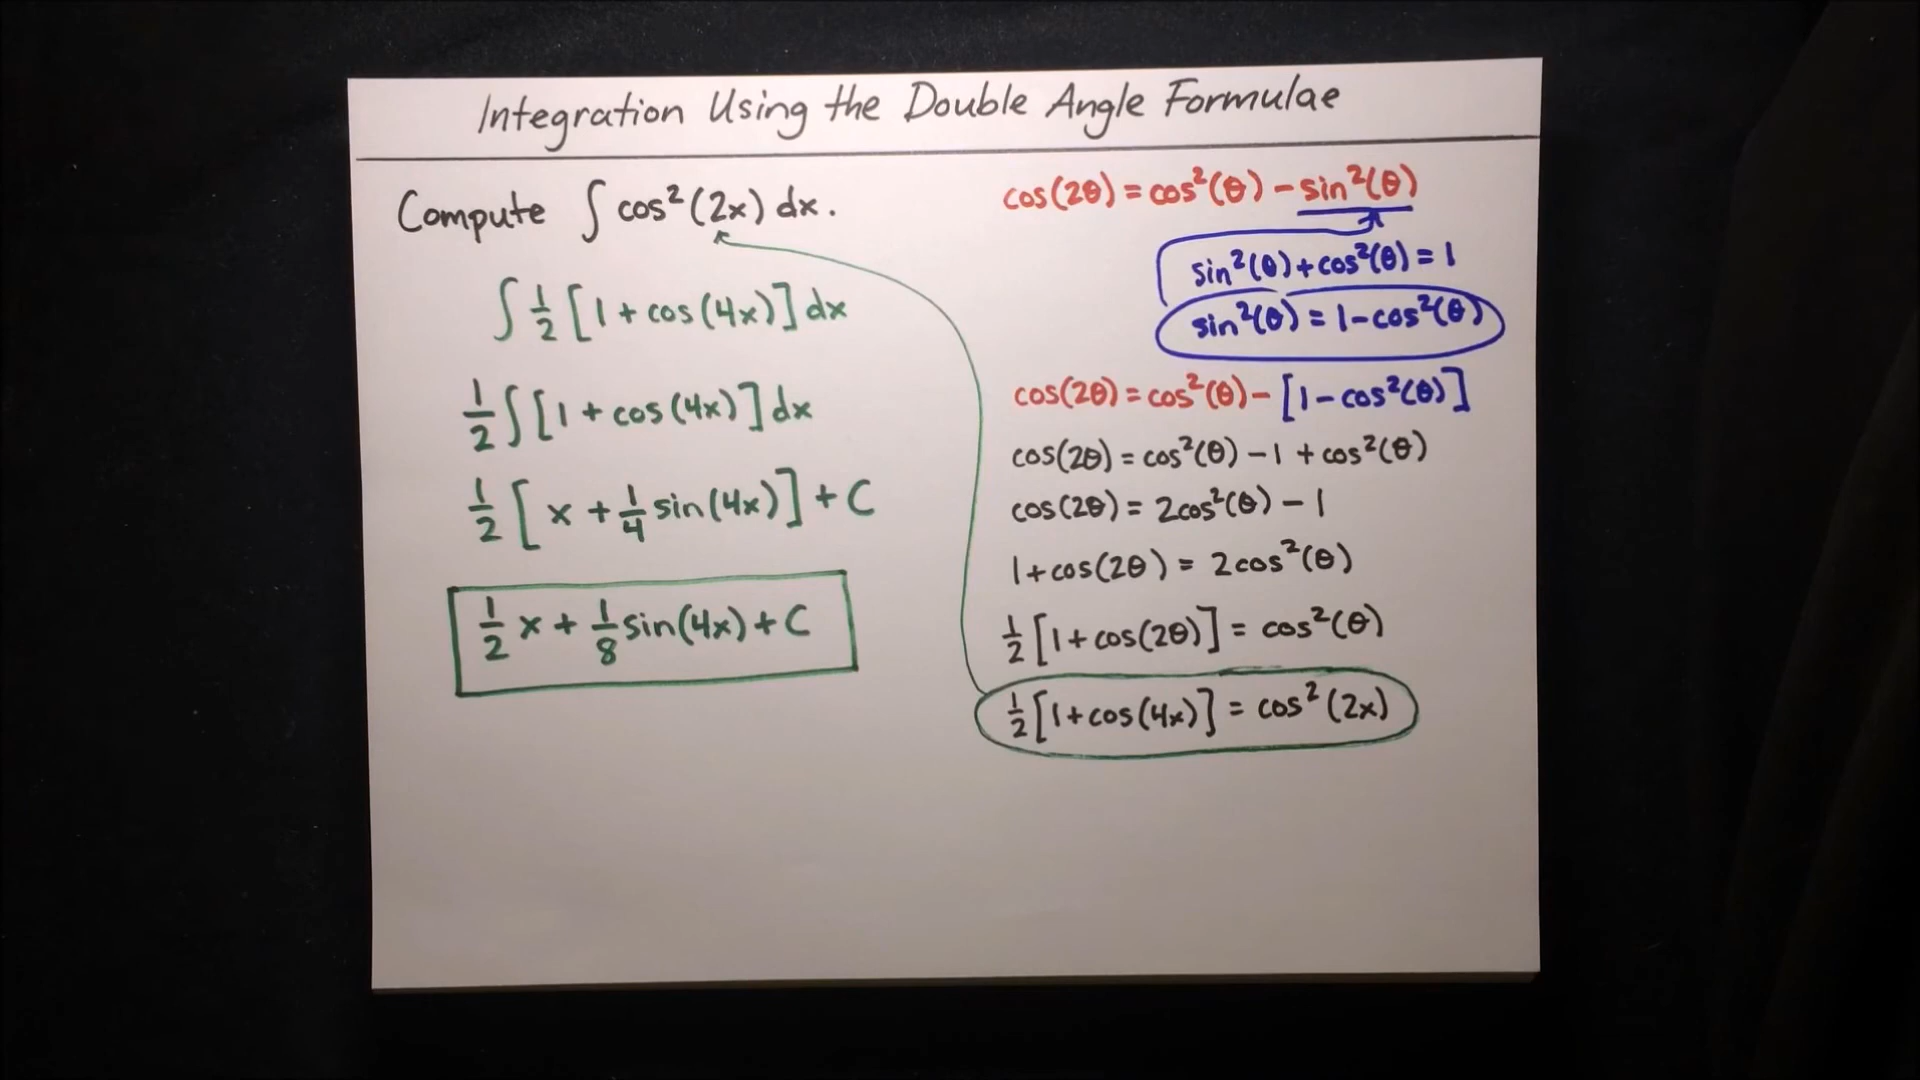 Integration Using the Double Angle Formulae
Compute ∫ cos²(2x) dx.
∫ 1/2 [1 + cos(4x)] dx
1/2 ∫ [1 + cos(4x)] dx
1/2 [x + 1/4 sin(4x)] + C
1/2 x + 1/8 sin(4x) + C
cos(2θ) = cos²(θ) - sin²(θ)
sin²(θ) + cos²(θ) = 1
sin²(θ) = 1 - cos²(θ)
cos(2θ) = cos²(θ) - [1 - cos²(θ)]
cos(2θ) = cos²(θ) - 1 + cos²(θ)
cos(2θ) = 2cos²(θ) - 1
1 + cos(2θ) = 2cos²(θ)
1/2 [1 + cos(2θ)] = cos²(θ)
1/2 [1 + cos(4x)] = cos²(2x)